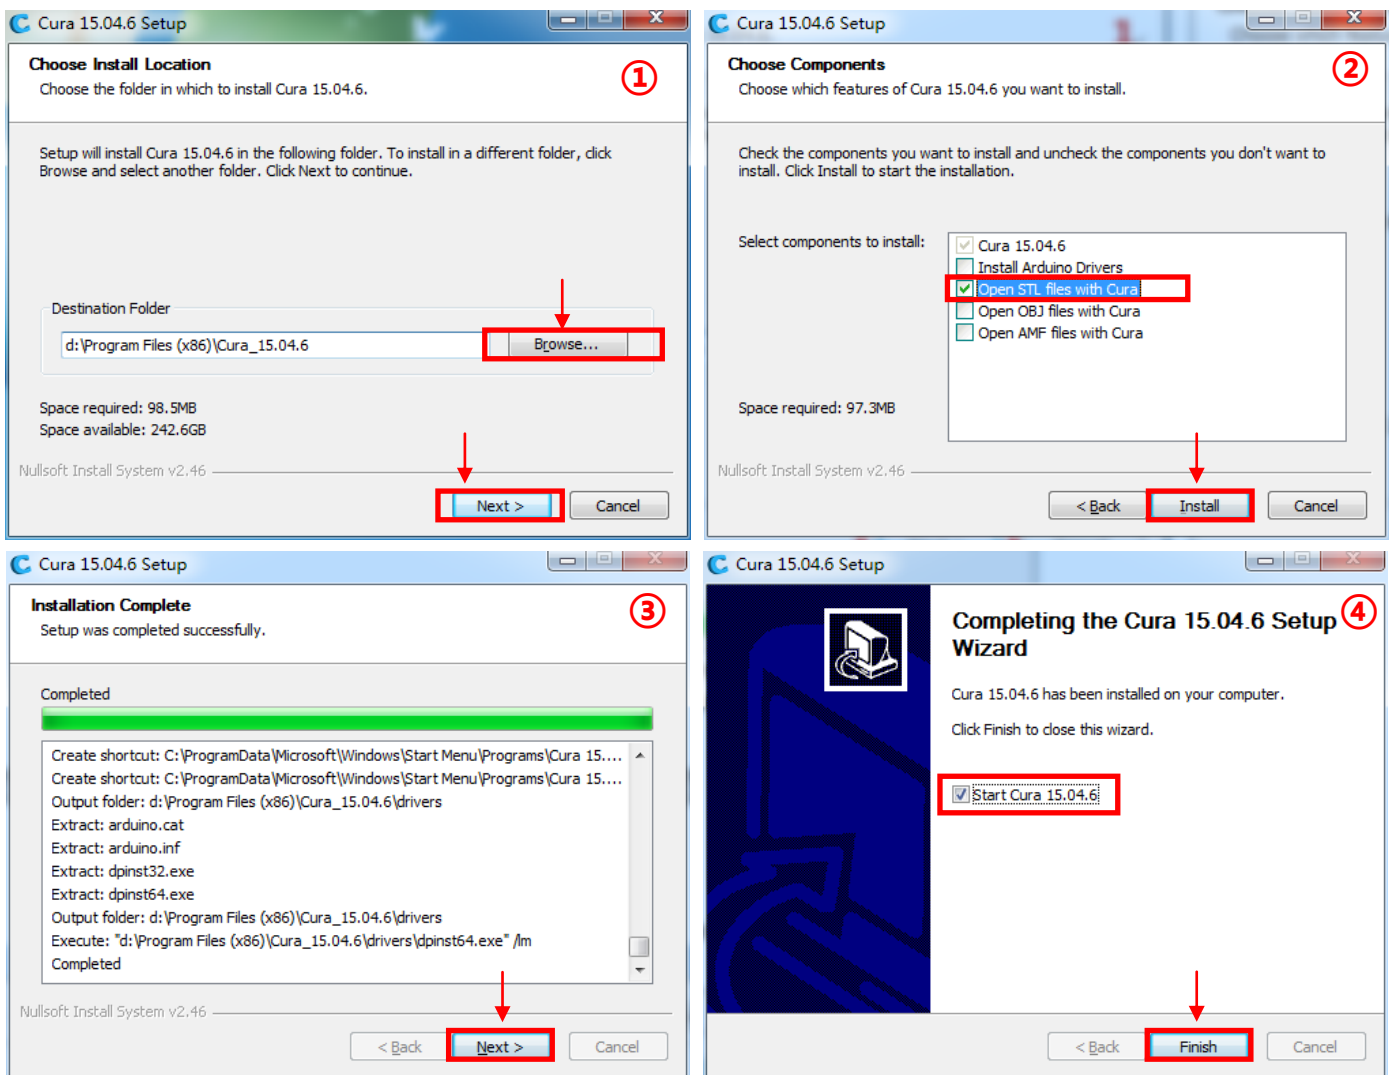 Cura 15.04.6 Setup
Choose Install Location
Choose the folder in which to install Cura 15.04.6.
①
Setup will install Cura 15.04.6 in the following folder. To install in a different folder, click
Browse and select another folder. Click Next to continue.
Destination Folder
d:\Program Files (x86)\Cura_15.04.6
Browse...
Space required: 98.5MB
Space available: 242.6GB
Nullsoft Install System v2.46
Next >
Cancel
Cura 15.04.6 Setup
Choose Components
Choose which features of Cura 15.04.6 you want to install.
②
Check the components you want to install and uncheck the components you don't want to
install. Click Install to start the installation.
Select components to install:
Cura 15.04.6
Install Arduino Drivers
Open STL files with Cura
Open OBJ files with Cura
Open AMF files with Cura
Space required: 97.3MB
Nullsoft Install System v2.46
< Back
Install
Cancel
Cura 15.04.6 Setup
Installation Complete
Setup was completed successfully.
③
Completed
Create shortcut: C:\ProgramData\Microsoft\Windows\Start Menu\Programs\Cura 15....
Create shortcut: C:\ProgramData\Microsoft\Windows\Start Menu\Programs\Cura 15....
Output folder: d:\Program Files (x86)\Cura_15.04.6\drivers
Extract: arduino.cat
Extract: arduino.inf
Extract: dpinst32.exe
Extract: dpinst64.exe
Output folder: d:\Program Files (x86)\Cura_15.04.6\drivers
Execute: "d:\Program Files (x86)\Cura_15.04.6\drivers\dpinst64.exe" /lm
Completed
Nullsoft Install System v2.46
< Back
Next >
Cancel
Cura 15.04.6 Setup
Completing the Cura 15.04.6 Setup
Wizard
④
Cura 15.04.6 has been installed on your computer.
Click Finish to close this wizard.
Start Cura 15.04.6
< Back
Finish
Cancel